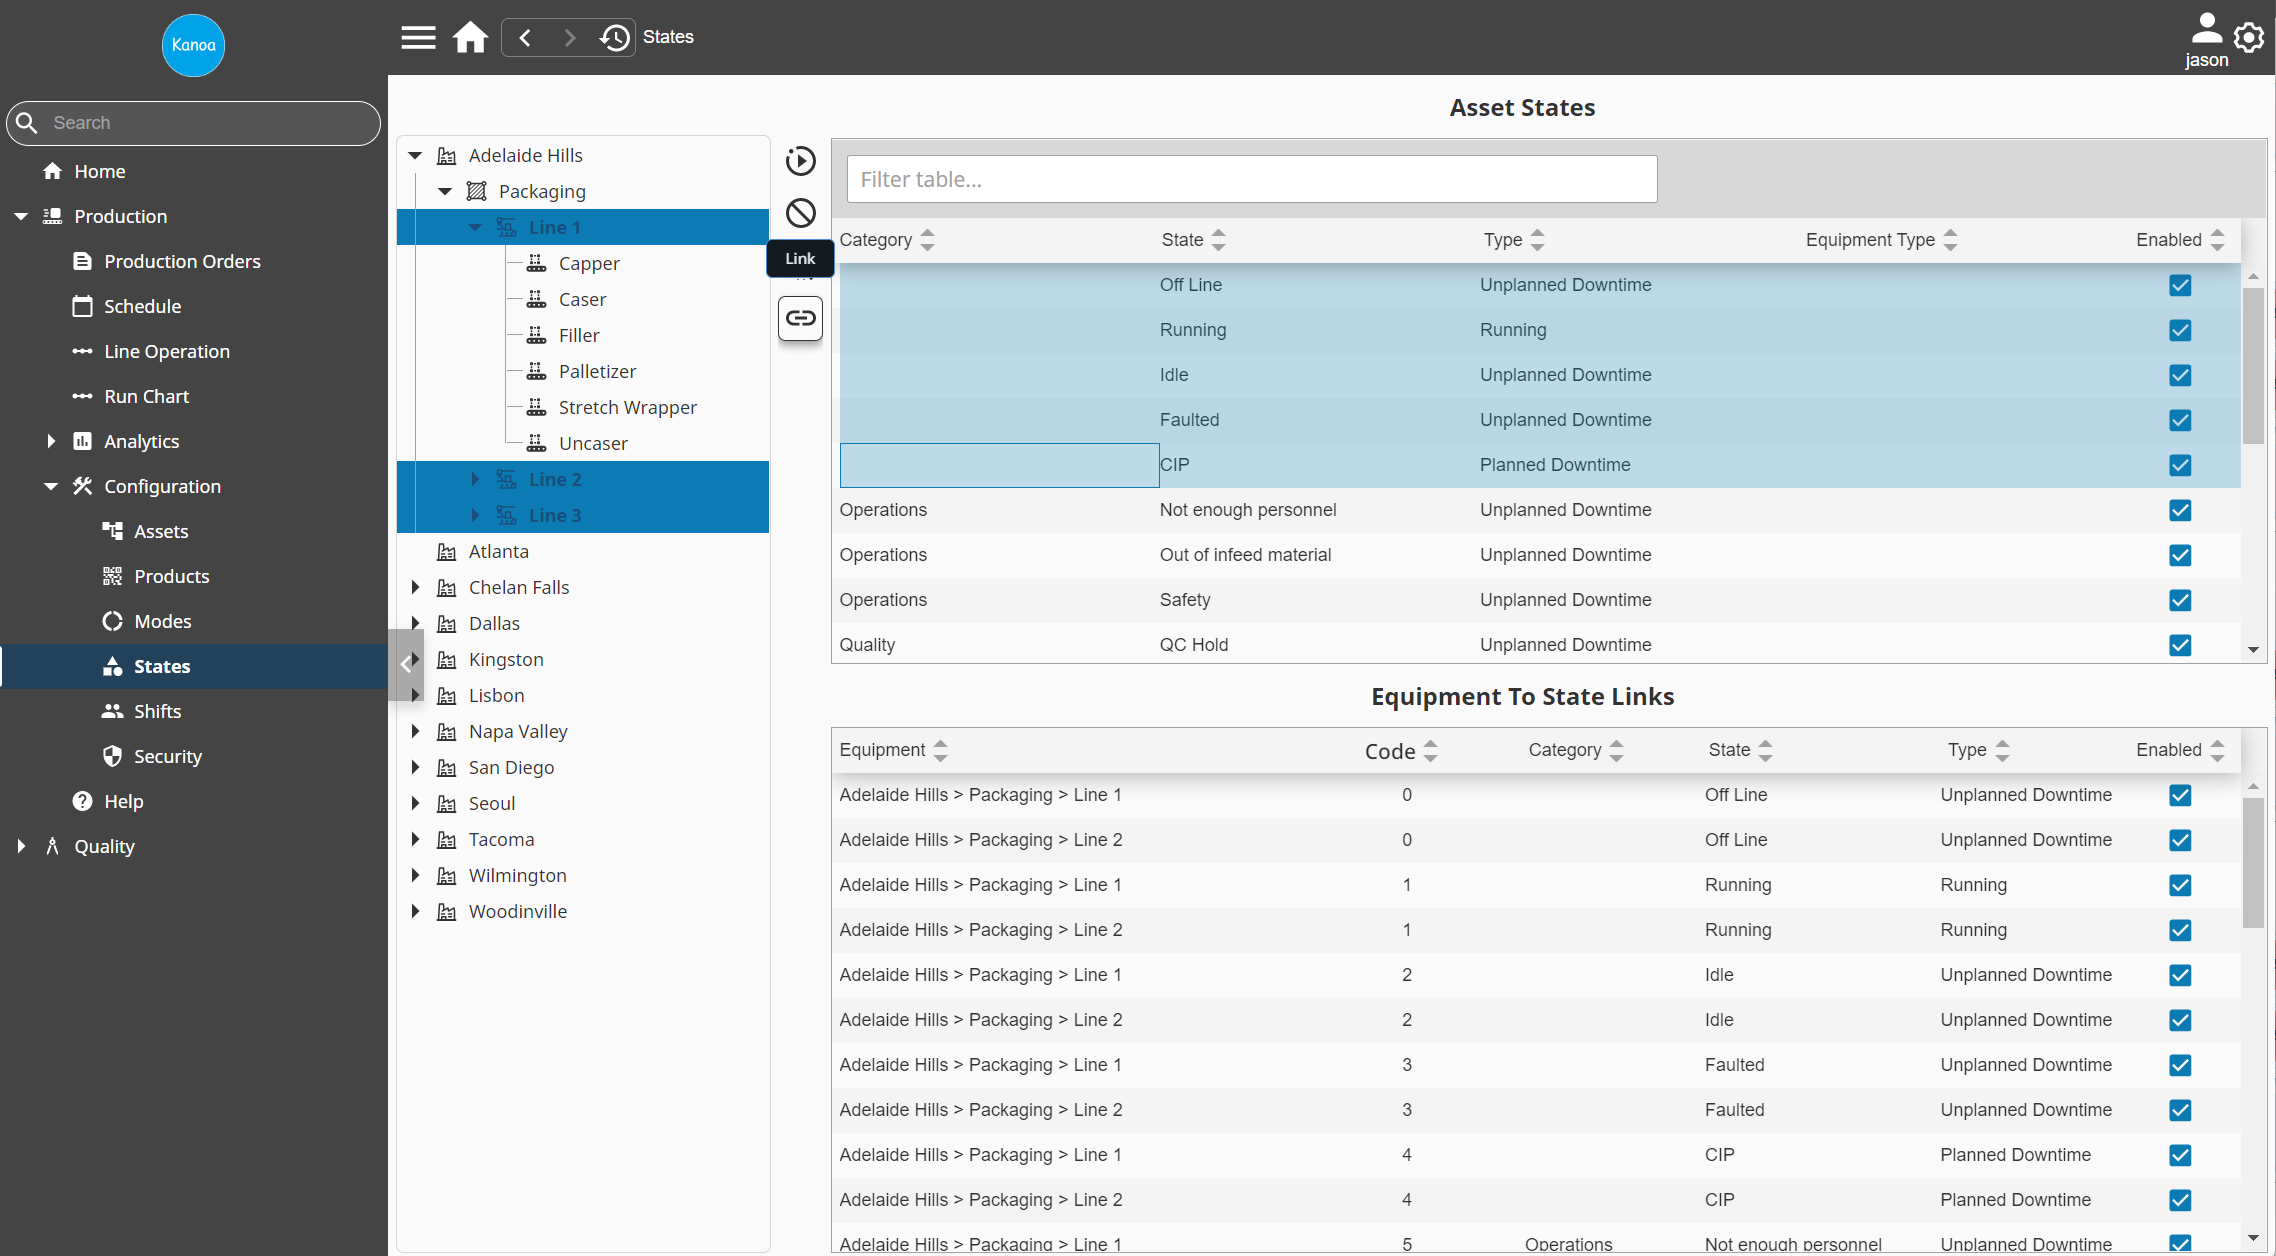 Kanoa
States
jason
Search
Home
Production
Production Orders
Schedule
Line Operation
Run Chart
Analytics
Configuration
Assets
Products
Modes
States
Shifts
Security
Help
Quality
Adelaide Hills
Packaging
Line 1
Capper
Caser
Filler
Palletizer
Stretch Wrapper
Uncaser
Line 2
Line 3
Atlanta
Chelan Falls
Dallas
Kingston
Lisbon
Napa Valley
San Diego
Seoul
Tacoma
Wilmington
Woodinville
Link
Asset States
Filter table...
Category State Type Equipment Type Enabled
Off Line Unplanned Downtime
Running Running
Idle Unplanned Downtime
Faulted Unplanned Downtime
CIP Planned Downtime
Operations Not enough personnel Unplanned Downtime
Operations Out of infeed material Unplanned Downtime
Operations Safety Unplanned Downtime
Quality QC Hold Unplanned Downtime
Equipment To State Links
Equipment Code Category State Type Enabled
Adelaide Hills > Packaging > Line 1 0 Off Line Unplanned Downtime
Adelaide Hills > Packaging > Line 2 0 Off Line Unplanned Downtime
Adelaide Hills > Packaging > Line 1 1 Running Running
Adelaide Hills > Packaging > Line 2 1 Running Running
Adelaide Hills > Packaging > Line 1 2 Idle Unplanned Downtime
Adelaide Hills > Packaging > Line 2 2 Idle Unplanned Downtime
Adelaide Hills > Packaging > Line 1 3 Faulted Unplanned Downtime
Adelaide Hills > Packaging > Line 2 3 Faulted Unplanned Downtime
Adelaide Hills > Packaging > Line 1 4 CIP Planned Downtime
Adelaide Hills > Packaging > Line 2 4 CIP Planned Downtime
Adelaide Hills > Packaging > Line 1 5 Operations Not enough personnel Unplanned Downtime